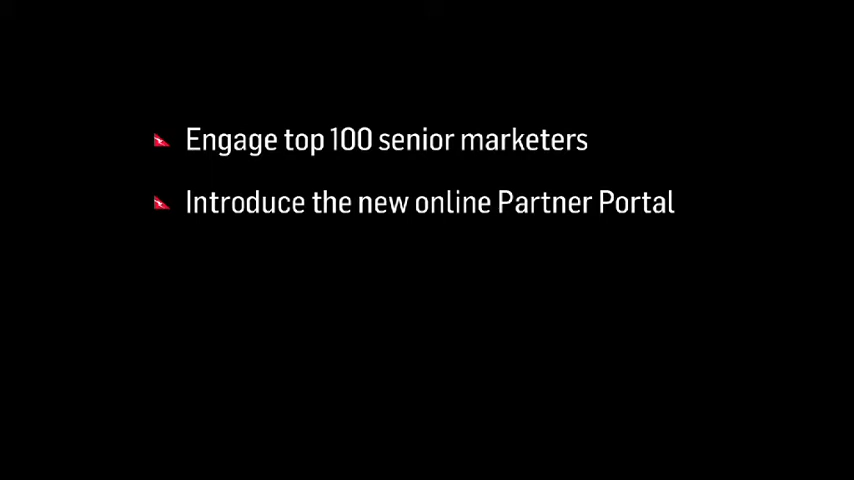 Engage top 100 senior marketers
Introduce the new online Partner Portal